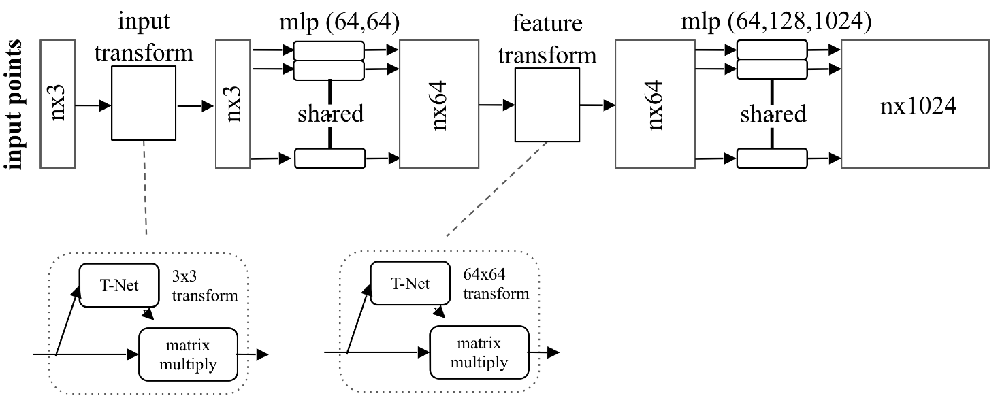 input points
nx3
input
transform
nx3
mlp (64,64)
shared
nx64
feature
transform
nx64
mlp (64,128,1024)
shared
nx1024
T-Net
3x3
transform
matrix
multiply
T-Net
64x64
transform
matrix
multiply